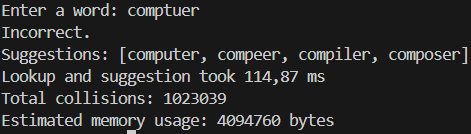 Enter a word: comptuer
Incorrect.
Suggestions: [computer, compeer, compiler, composer]
Lookup and suggestion took 114,87 ms
Total collisions: 1023039
Estimated memory usage: 4094760 bytes